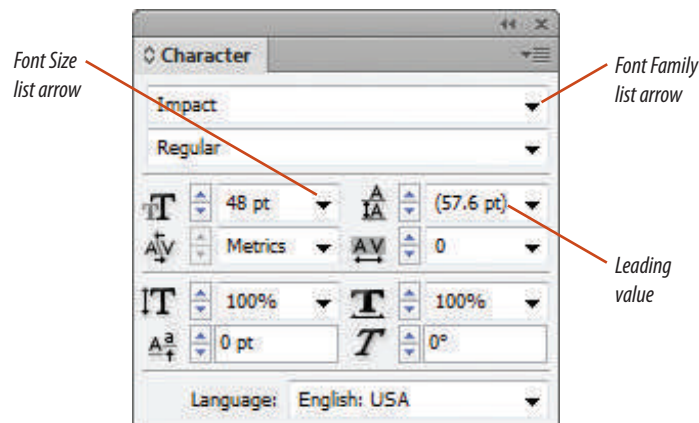 Character
Font Size
list arrow
Font Family
list arrow
Impact
Regular
48 pt (57.6 pt)
Metrics 0
Leading
value
100% 100%
0 pt 0°
Language: English: USA